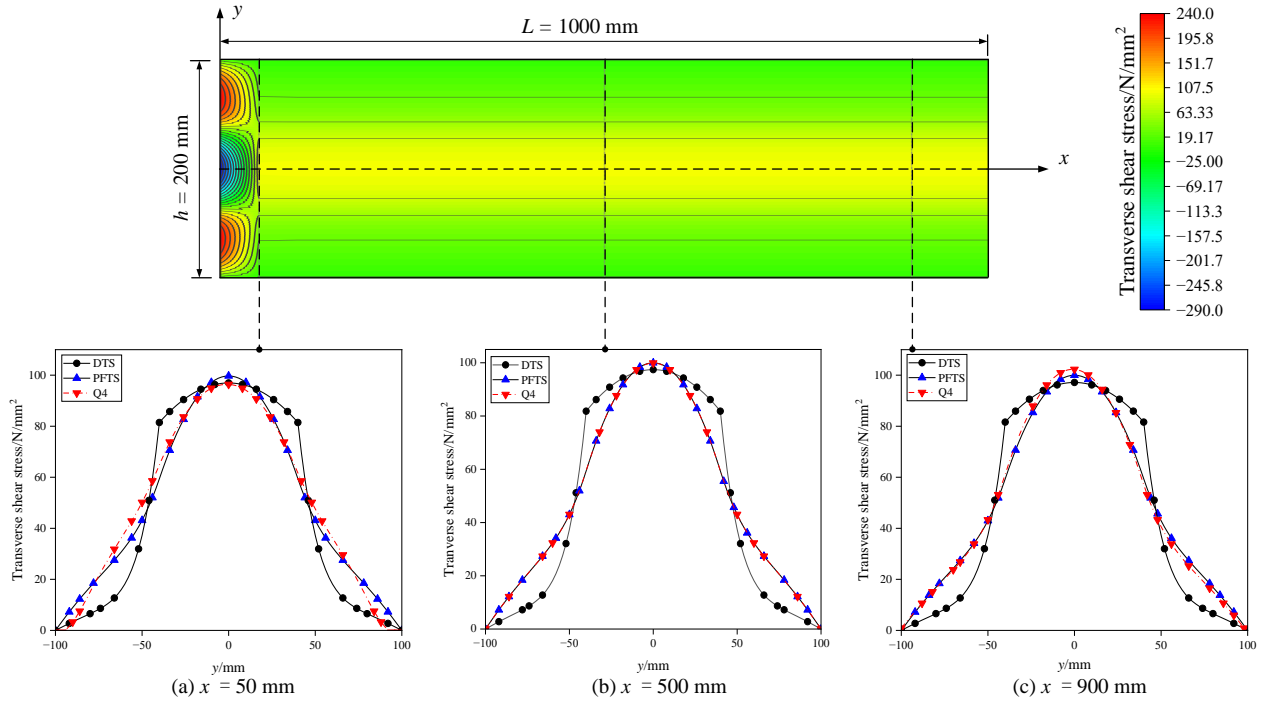 y
L = 1000 mm
h = 200 mm
x
Transverse shear stress/N/mm²
240.0
195.8
151.7
107.5
63.33
19.17
−25.00
−69.17
−113.3
−157.5
−201.7
−245.8
−290.0
Transverse shear stress/N/mm²
100
80
60
40
20
0
DTS
PFTS
Q4
−100 −50 0 50 100
y/mm
(a) x = 50 mm
Transverse shear stress/N/mm²
100
80
60
40
20
0
DTS
PFTS
Q4
−100 −50 0 50 100
y/mm
(b) x = 500 mm
Transverse shear stress/N/mm²
100
80
60
40
20
0
DTS
PFTS
Q4
−100 −50 0 50 100
y/mm
(c) x = 900 mm